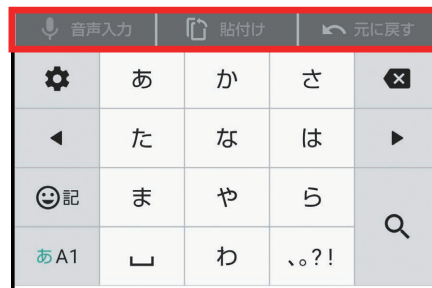 音声入力 貼付け 元に戻す
あ か さ
た な は
記 ま や ら
あA1 わ 、。?!